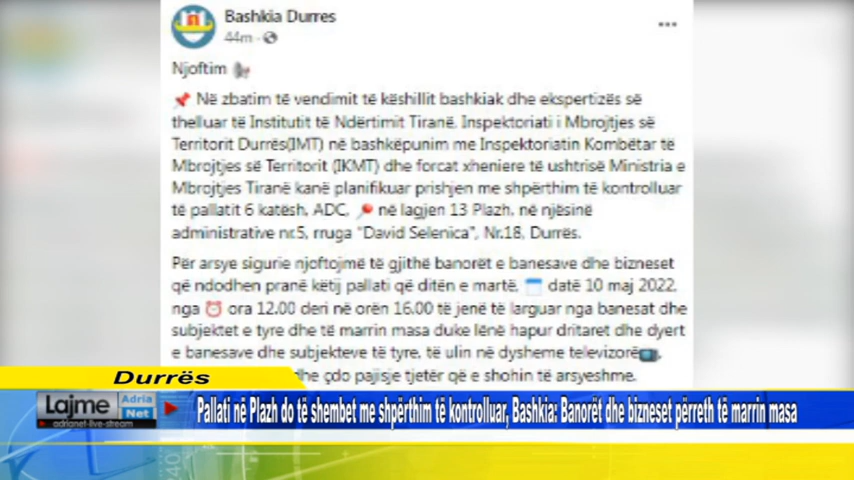 Bashkia Durres
44m
Njoftim
Në zbatim të vendimit të këshillit bashkiak dhe ekspertizës së
thelluar të Institutit të Ndërtimit Tiranë, Inspektoriati i Mbrojtjes së
Territorit Durrës(IMT) në bashkëpunim me Inspektoriatin Kombëtar të
Mbrojtjes së Territorit (IKMT) dhe forcat xheniere të ushtrisë Ministria e
Mbrojtjes Tiranë kanë planifikuar prishjen me shpërthim të kontrolluar
të pallatit 6 katësh, ADC, në lagjen 13 Plazh, në njësinë
administrative nr.5, rruga "David Selenica", Nr.18, Durrës.
Për arsye sigurie njoftojmë të gjithë banorët e banesave dhe bizneset
që ndodhen pranë këtij pallati që ditën e martë, datë 10 maj 2022,
nga ora 12.00 deri në orën 16.00 të jenë të larguar nga banesat dhe
subjektet e tyre dhe të marrin masa duke lënë hapur dritaret dhe dyert
e banesave dhe subjekteve të tyre, të ulin në dysheme televizorë,
dhe çdo pajisje tjetër që e shohin të arsyeshme.
Durrës
Lajme Adria Net
adrianet-live-stream
Pallati në Plazh do të shembet me shpërthim të kontrolluar, Bashkia: Banorët dhe bizneset përreth të marrin masa